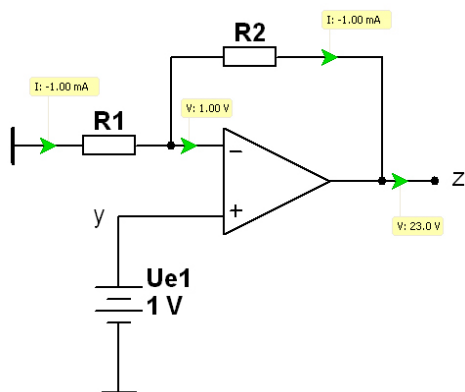 I: -1.00 mA
R2
I: -1.00 mA
R1
V: 1.00 V
−
z
+
y
V: 23.0 V
Ue1
1 V